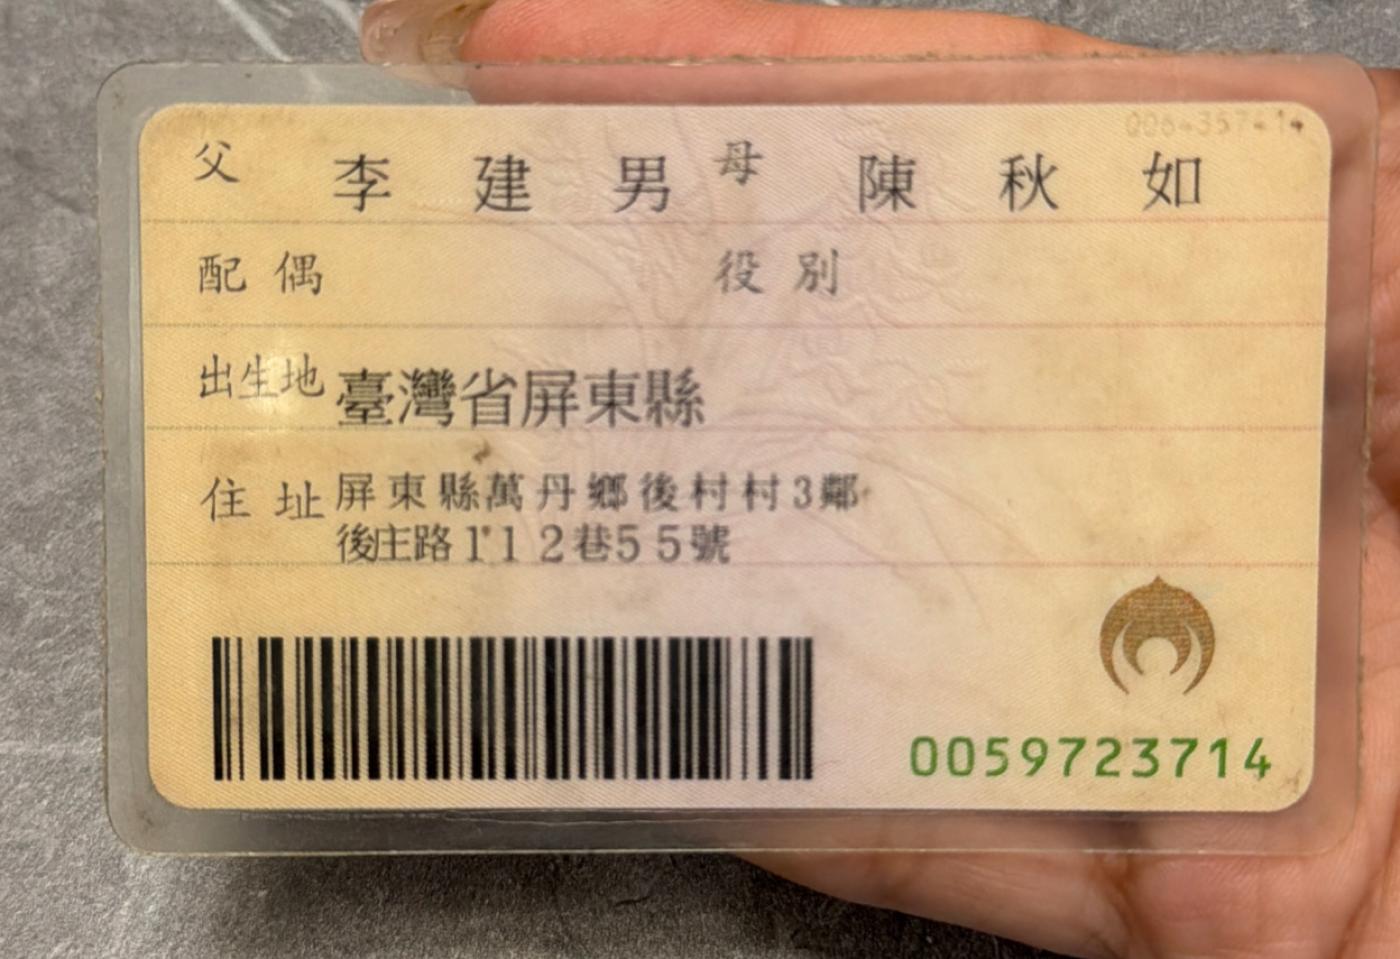 父 李建男 母 陳秋如
配偶 役別
出生地 臺灣省屏東縣
住址 屏東縣萬丹鄉後村村3鄰
後庄路112巷55號
0059723714